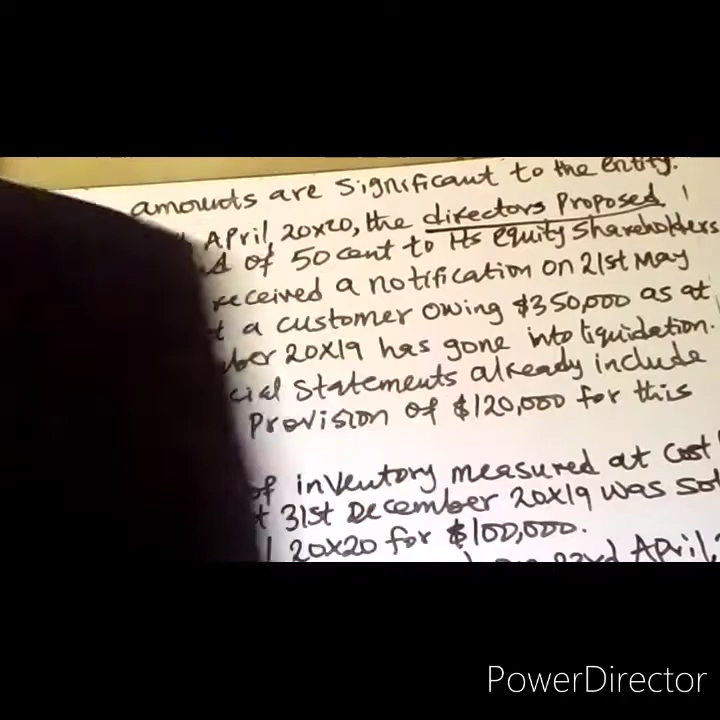 amounts are significant to the entity.
April, 20x20, the directors Proposed
of 50 cent to its equity shareholders
received a notification on 21st May
a customer owing $350,000 as at
20X19 has gone into liquidation.
statements already include
Provision of $120,000 for this
of inventory measured at cost
31st December 20X19 was
20X20 for $100,000.
April,
PowerDirector